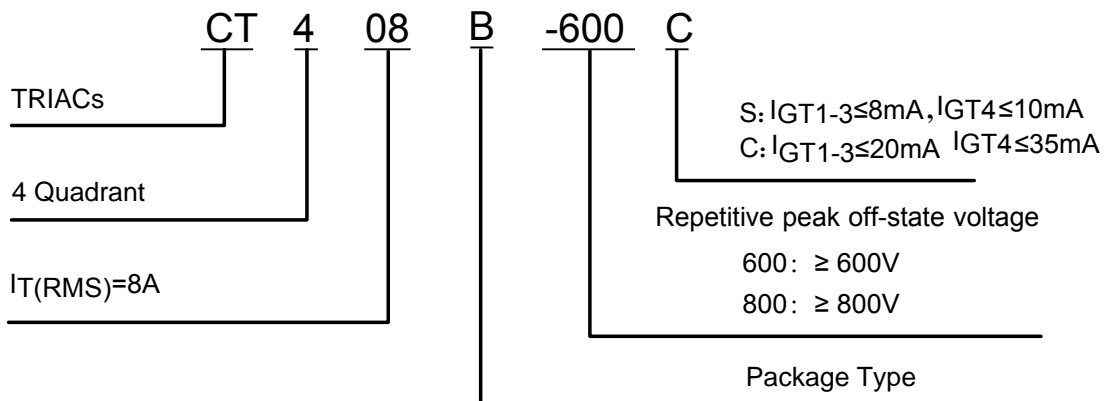 CT 4 08 B -600 C
TRIACs
S: IGT1-3≤8mA,IGT4≤10mA
C: IGT1-3≤20mA IGT4≤35mA
4 Quadrant
Repetitive peak off-state voltage
600: ≥ 600V
800: ≥ 800V
IT(RMS)=8A
Package Type